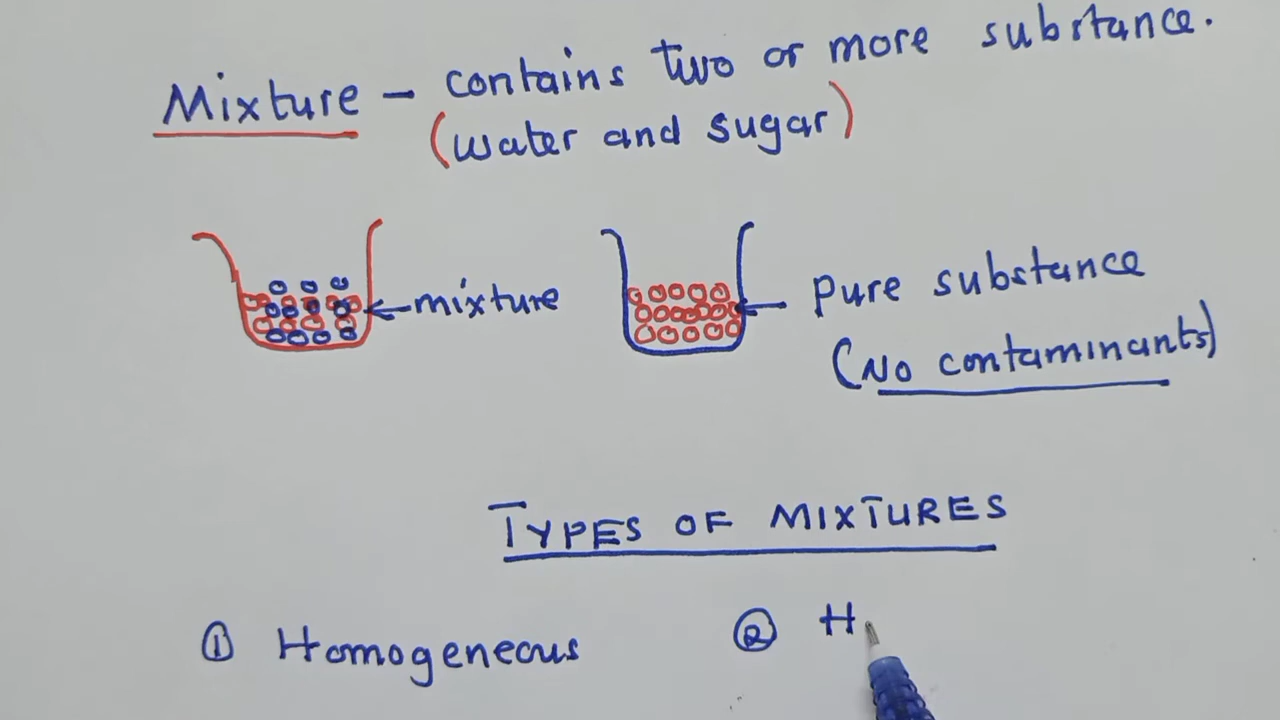 Mixture - contains two or more substance.
(water and sugar)
mixture
Pure substance
(No contaminants)
TYPES OF MIXTURES
① Homogeneous
② H